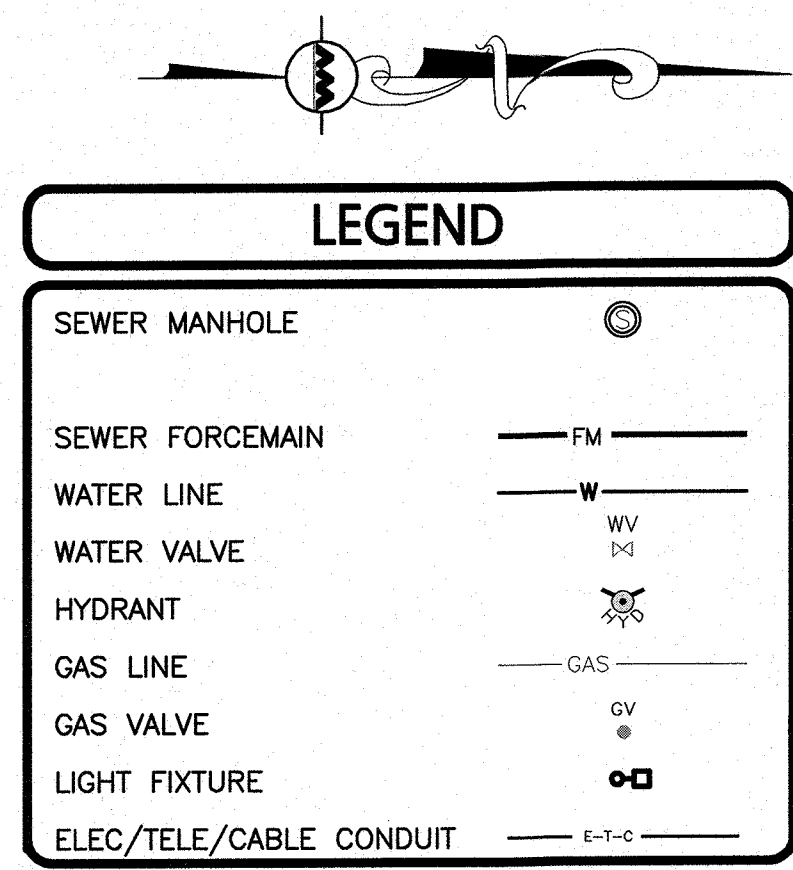 LEGEND
SEWER MANHOLE S
SEWER FORCEMAIN FM
WATER LINE W
WATER VALVE WV
HYDRANT HYD
GAS LINE GAS
GAS VALVE GV
LIGHT FIXTURE
ELEC/TELE/CABLE CONDUIT E-T-C